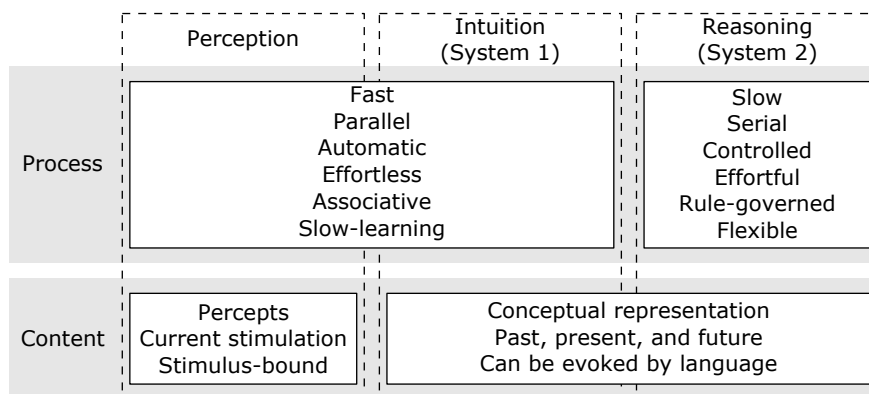 Perception
Intuition
(System 1)
Reasoning
(System 2)
Process
Fast
Parallel
Automatic
Effortless
Associative
Slow-learning
Slow
Serial
Controlled
Effortful
Rule-governed
Flexible
Content
Percepts
Current stimulation
Stimulus-bound
Conceptual representation
Past, present, and future
Can be evoked by language